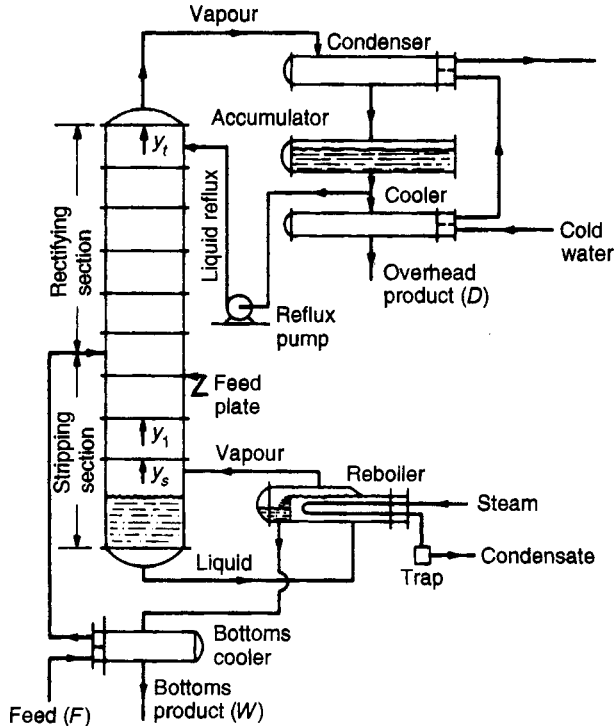 Vapour
Condenser
Accumulator
y_t
Cooler
Liquid reflux
Cold
water
Overhead
product (D)
Rectifying
section
Reflux
pump
Feed
plate
Stripping
section
y_1
Vapour
y_s
Reboiler
Steam
Liquid
Condensate
Trap
Bottoms
cooler
Feed (F)
Bottoms
product (W)